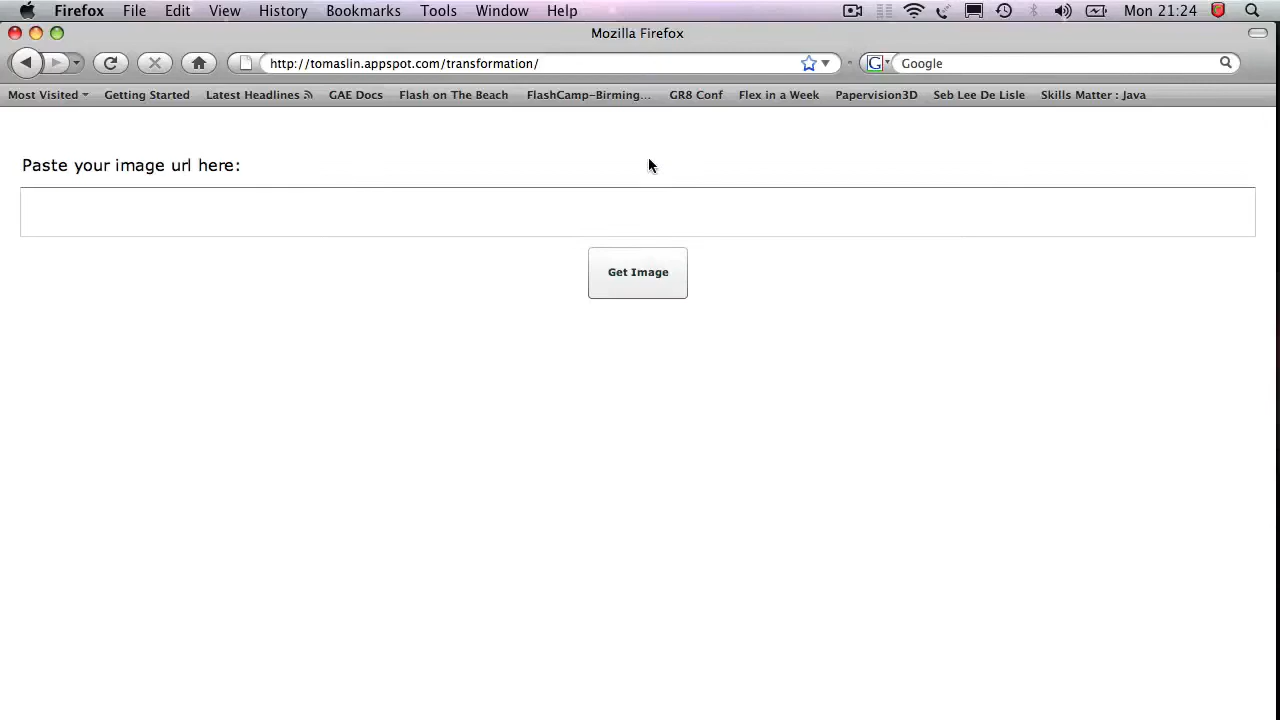 Firefox File Edit View History Bookmarks Tools Window Help Mon 21:24
Mozilla Firefox
http://tomaslin.appspot.com/transformation/ G Google
Most Visited Getting Started Latest Headlines GAE Docs Flash on The Beach FlashCamp-Birming... GR8 Conf Flex in a Week Papervision3D Seb Lee De Lisle Skills Matter : Java
Paste your image url here:
Get Image